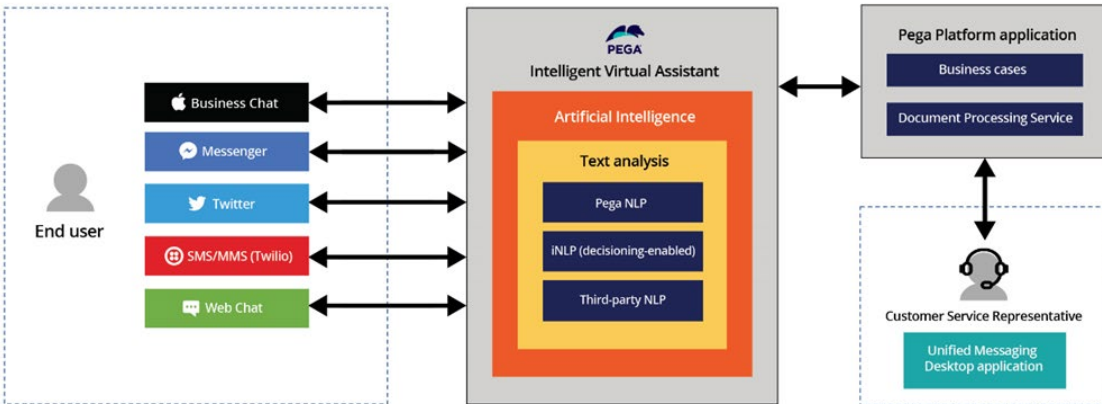 End user
Business Chat
Messenger
Twitter
SMS/MMS (Twilio)
Web Chat
PEGA
Intelligent Virtual Assistant
Artificial Intelligence
Text analysis
Pega NLP
iNLP (decisioning-enabled)
Third-party NLP
Pega Platform application
Business cases
Document Processing Service
Customer Service Representative
Unified Messaging
Desktop application